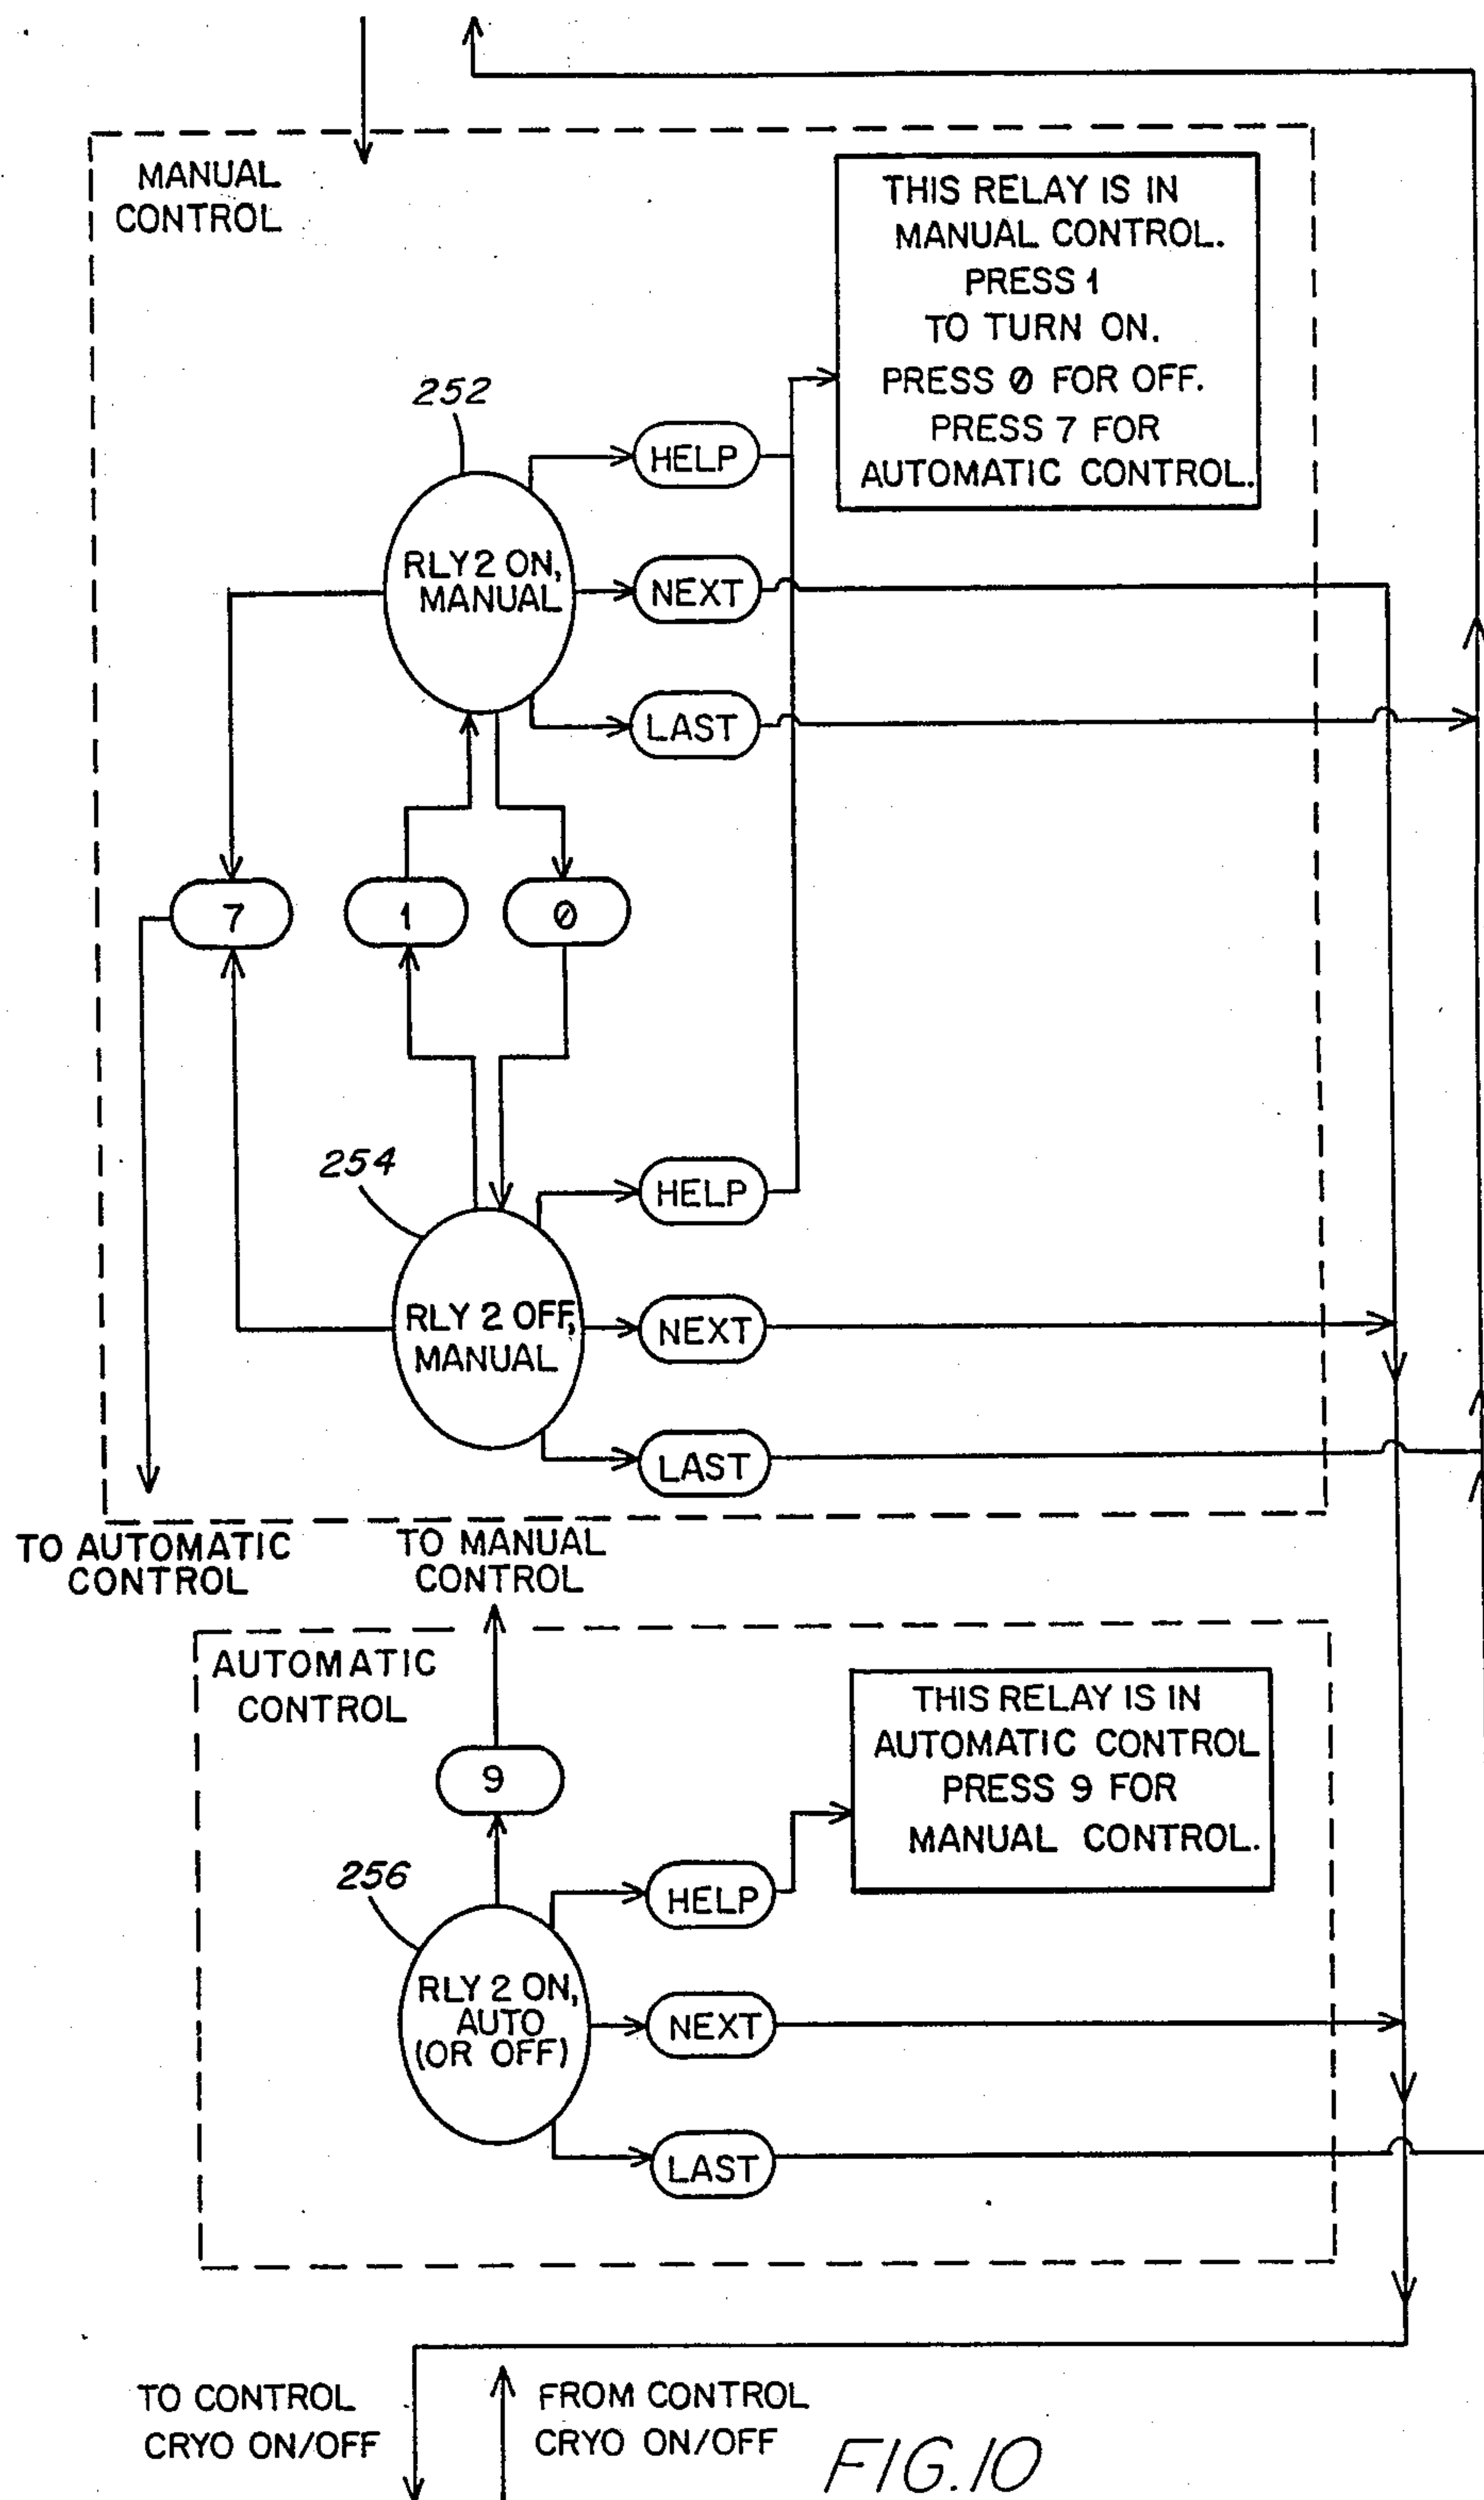 MANUAL
CONTROL
THIS RELAY IS IN
MANUAL CONTROL.
PRESS 1
TO TURN ON.
PRESS 0 FOR OFF.
PRESS 7 FOR
AUTOMATIC CONTROL.
252
HELP
RLY 2 ON,
MANUAL
NEXT
LAST
7
1
0
254
HELP
RLY 2 OFF,
MANUAL
NEXT
LAST
TO AUTOMATIC
CONTROL
TO MANUAL
CONTROL
AUTOMATIC
CONTROL
THIS RELAY IS IN
AUTOMATIC CONTROL
PRESS 9 FOR
MANUAL CONTROL.
9
256
HELP
RLY 2 ON,
AUTO
(OR OFF)
NEXT
LAST
TO CONTROL
CRYO ON/OFF
FROM CONTROL
CRYO ON/OFF
FIG. 10